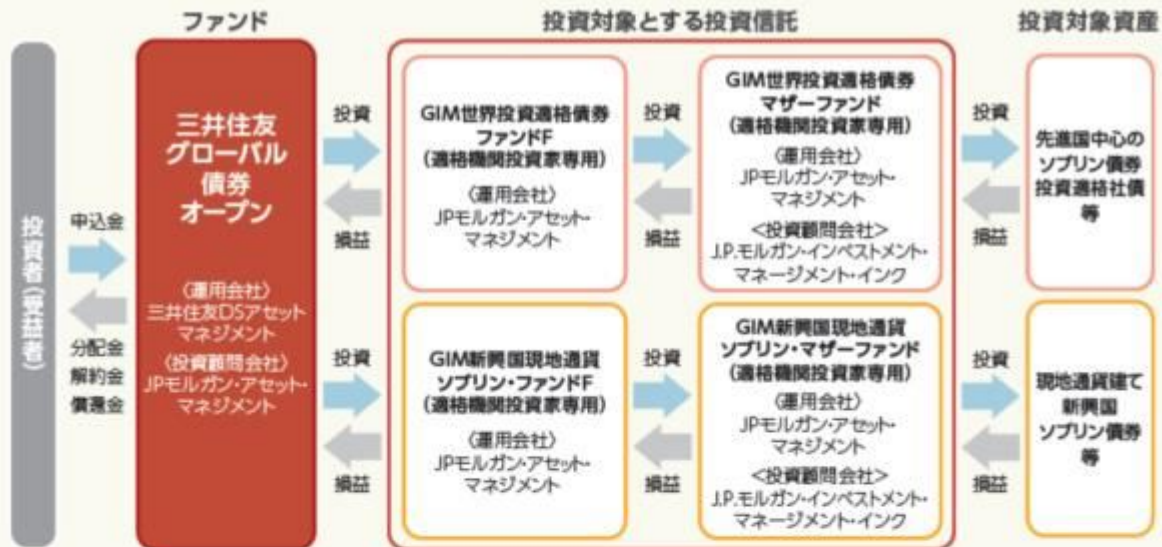 ファンド
投資対象とする投資信託
投資対象資産
投資者(受益者)
申込金
分配金
解約金
償還金
三井住友
グローバル
債券
オープン
〈運用会社〉
三井住友DSアセット
マネジメント
〈投資顧問会社〉
JPモルガン・アセット・
マネジメント
投資
損益
GIM世界投資適格債券
ファンドF
(適格機関投資家専用)
〈運用会社〉
JPモルガン・アセット・
マネジメント
投資
損益
GIM世界投資適格債券
マザーファンド
(適格機関投資家専用)
〈運用会社〉
JPモルガン・アセット・
マネジメント
<投資顧問会社>
J.P.モルガン・インベストメント・
マネージメント・インク
投資
損益
先進国中心の
ソブリン債券
投資適格社債
等
投資
損益
GIM新興国現地通貨
ソブリン・ファンドF
(適格機関投資家専用)
〈運用会社〉
JPモルガン・アセット・
マネジメント
投資
損益
GIM新興国現地通貨
ソブリン・マザーファンド
(適格機関投資家専用)
〈運用会社〉
JPモルガン・アセット・
マネジメント
<投資顧問会社>
J.P.モルガン・インベストメント・
マネージメント・インク
投資
損益
現地通貨建て
新興国
ソブリン債券
等